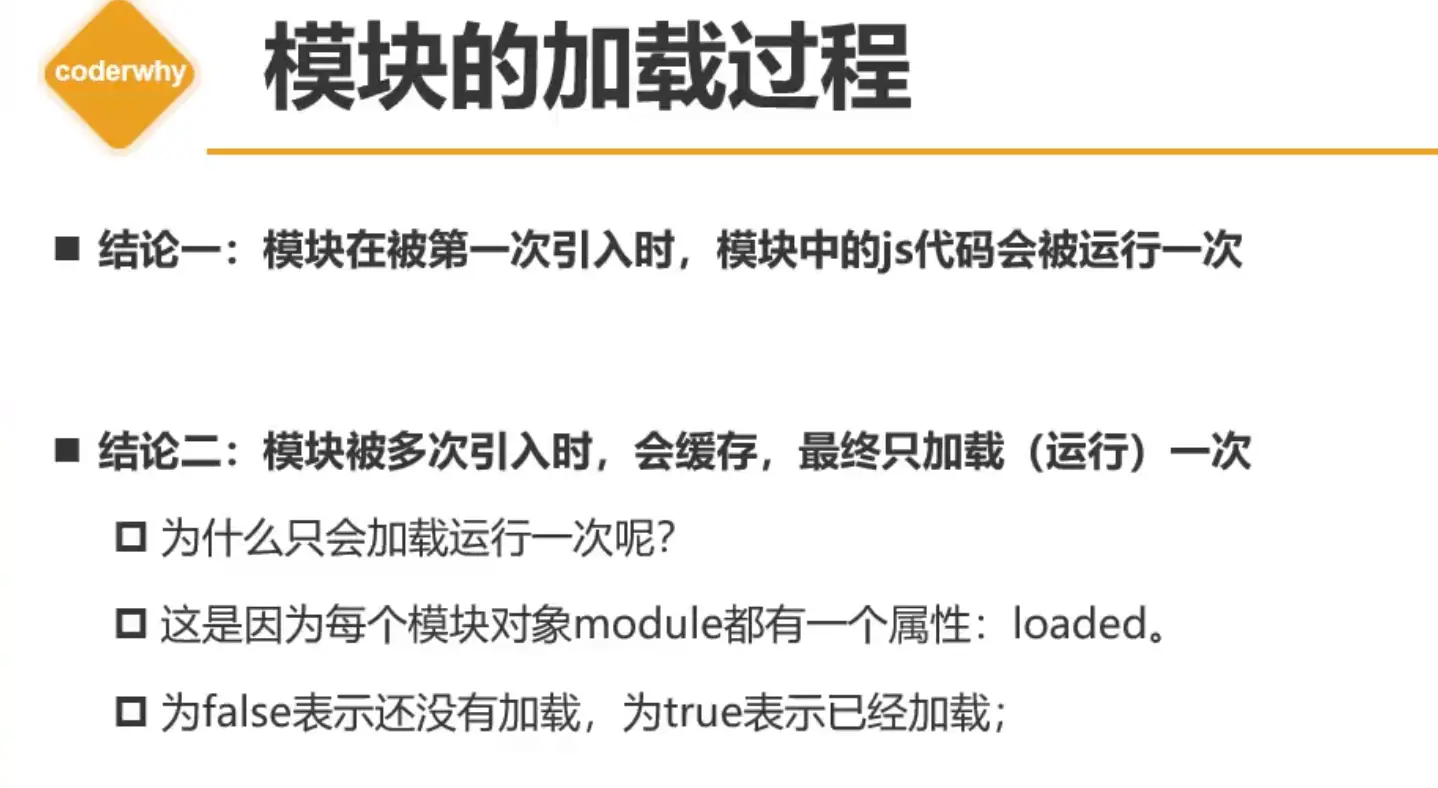 coderwhy
模块的加载过程
结论一：模块在被第一次引入时，模块中的js代码会被运行一次
结论二：模块被多次引入时，会缓存，最终只加载（运行）一次
为什么只会加载运行一次呢？
这是因为每个模块对象module都有一个属性：loaded。
为false表示还没有加载，为true表示已经加载；